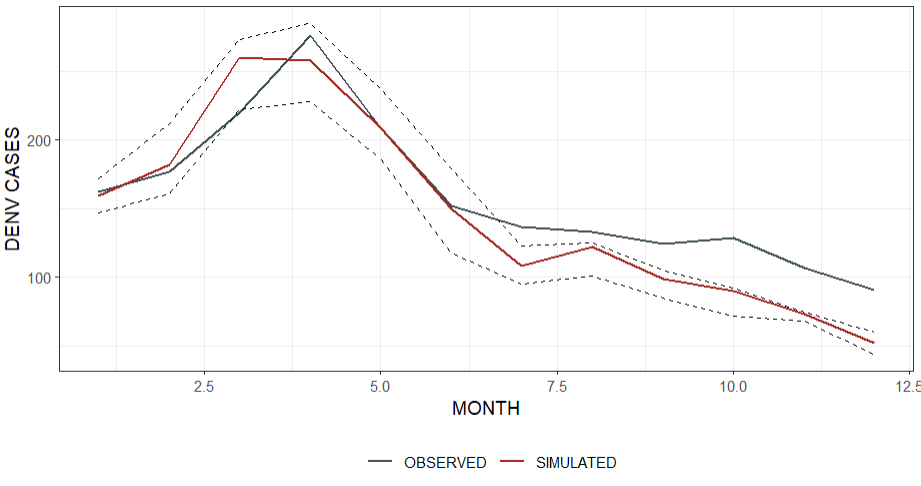 DENV CASES
200
100
2.5 5.0 7.5 10.0 12.5
MONTH
OBSERVED SIMULATED